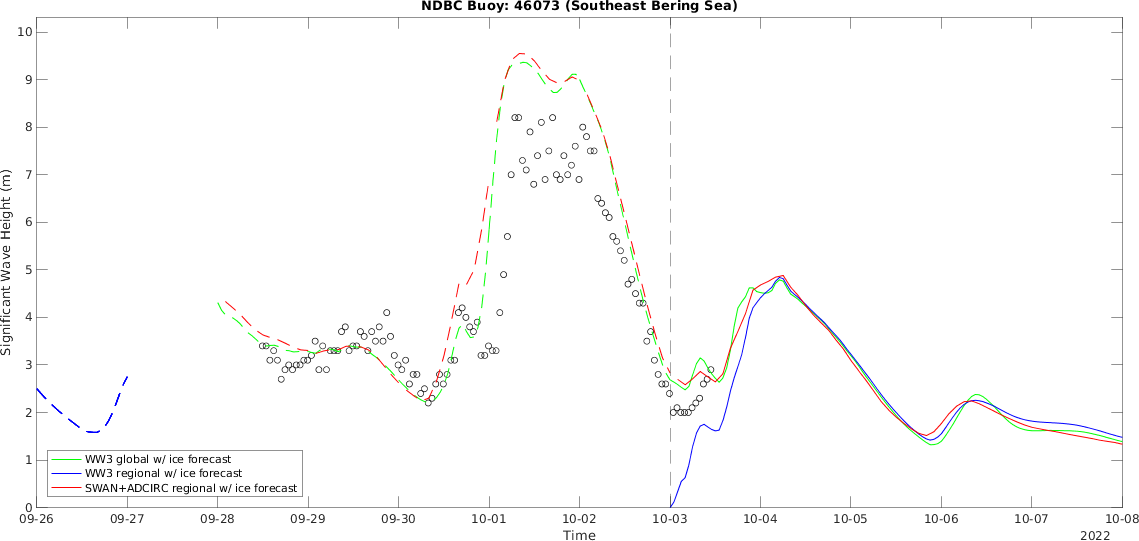 NDBC Buoy: 46073 (Southeast Bering Sea)
10
9
8
7
6
5
4
3
2
1
0
Significant Wave Height (m)
WW3 global w/ ice forecast
WW3 regional w/ ice forecast
SWAN+ADCIRC regional w/ ice forecast
09-26 09-27 09-28 09-29 09-30 10-01 10-02 10-03 10-04 10-05 10-06 10-07 10-08
Time
2022